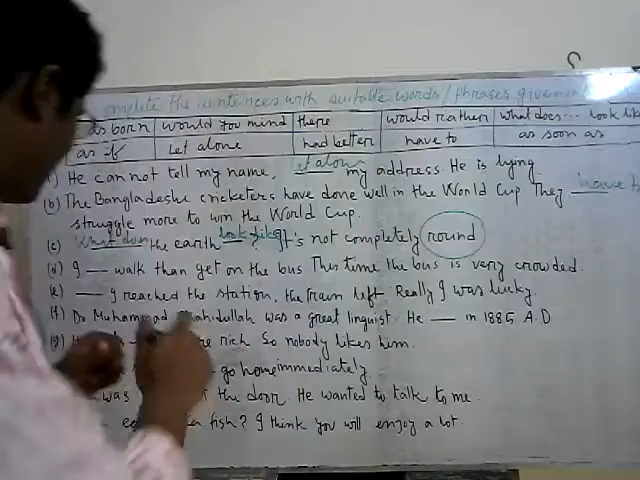 omplete the sentences with suitable words/phrases given in
as born would you mind there would rather what does... look like
as if let alone had better have to as soon as
) He can not tell my name, let alone my address. He is lying.
(b) The Bangladeshi cricketers have done well in the World Cup They have to
struggle more to win the World Cup.
(c) What does the earth look like? It's not completely round
(d) I — walk than get on the bus This time the bus is very crowded.
(e) — I reached the station, the train left. Really I was lucky.
(f) Dr Muhammad Shahidullah was a great linguist. He — in 1885 A.D
(g) H re rich So nobody likes him.
— go home immediately.
was the door. He wanted to talk to me.
fish? I think you will enjoy a lot.